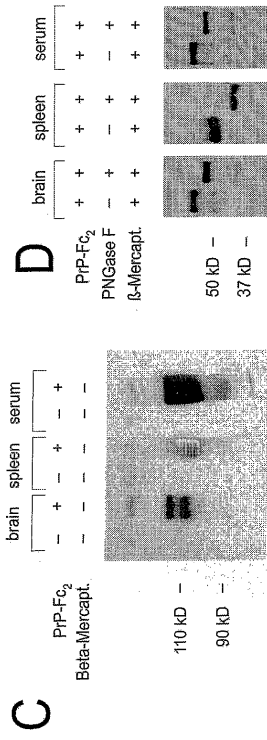 C
brain spleen serum
PrP-Fc2 – + – + – +
Beta-Mercapt. – – – – – –
110 kD –
90 kD –
D
brain spleen serum
PrP-Fc2 + + + + + +
PNGase F – + – + – +
ß-Mercapt. + + + + + +
50 kD –
37 kD –